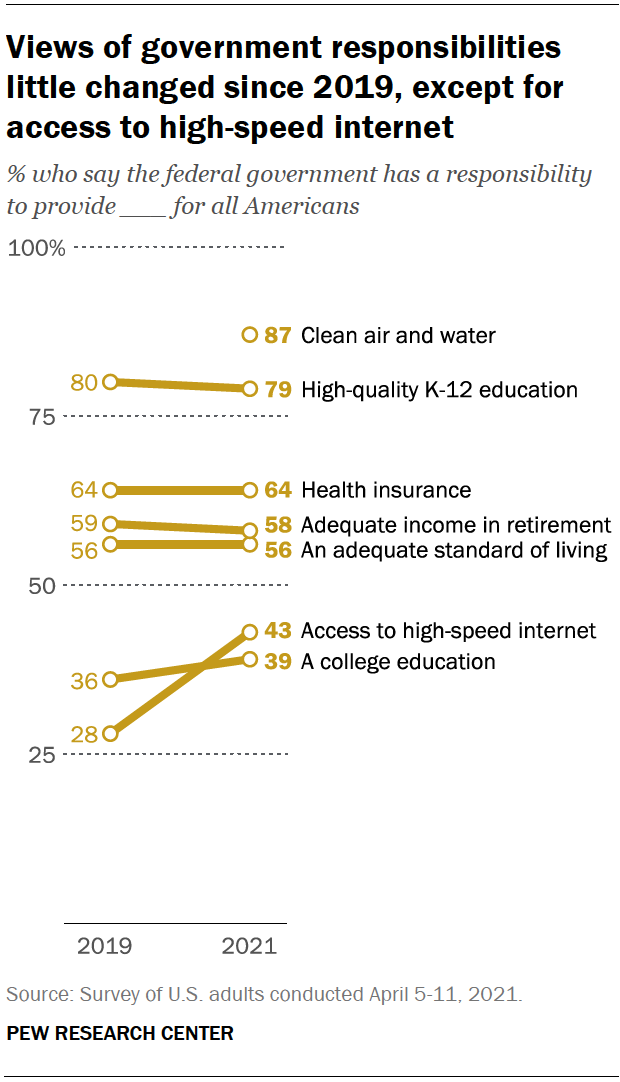 Views of government responsibilities
little changed since 2019, except for
access to high-speed internet
% who say the federal government has a responsibility
to provide ___ for all Americans
100%
87 Clean air and water
80 79 High-quality K-12 education
75
64 64 Health insurance
59 58 Adequate income in retirement
56 56 An adequate standard of living
50
43 Access to high-speed internet
36 39 A college education
28
25
2019 2021
Source: Survey of U.S. adults conducted April 5-11, 2021.
PEW RESEARCH CENTER